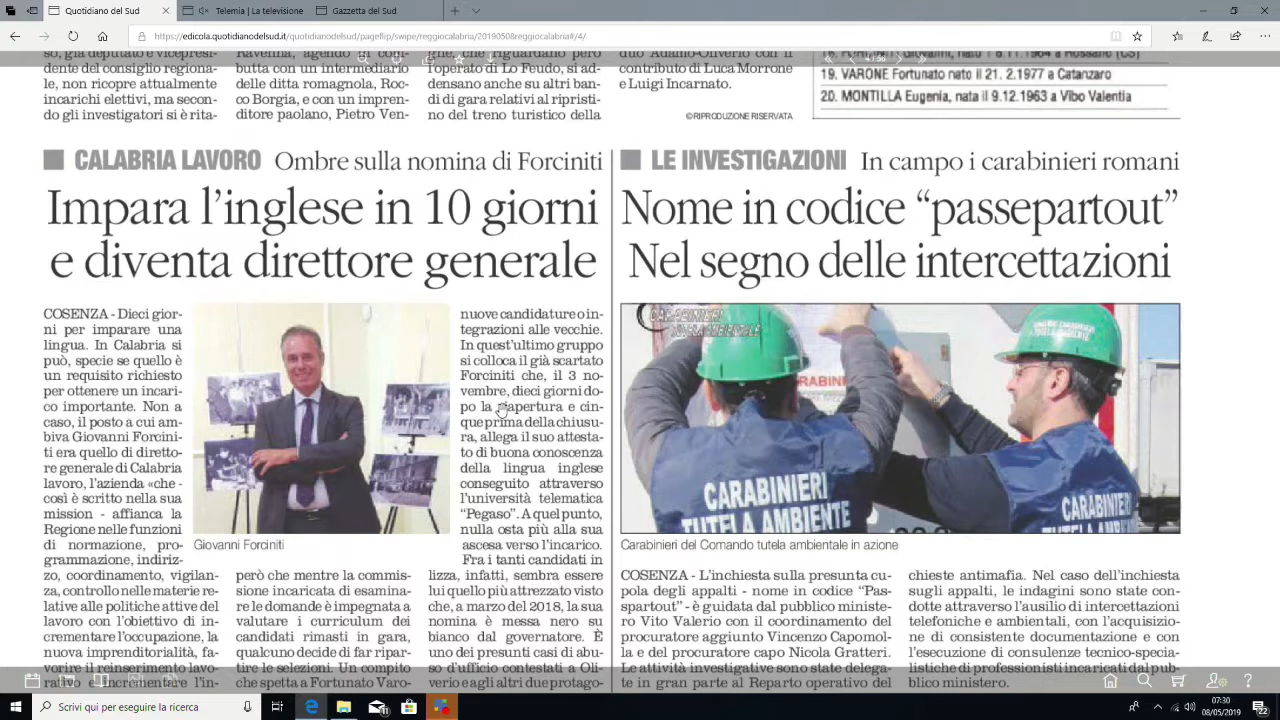 Quotidiano Del Sud
Quotidiano Del Sud
Gazzetta del Sud
https://edicola.quotidianodelsud.it/quotidianodelsud/pageflip/swipe/reggiocalabria/20190508reggiocalabria#/4/
so, già deputato e vicepresi-
dente del consiglio regiona-
le, non ricopre attualmente
incarichi elettivi, ma secon-
do gli investigatori si è rita-
butta con un intermediario
delle ditta romagnola, Roc-
co Borgia, e con un impren-
ditore paolano, Pietro Ven-
ghe, che riguardano però
l'operato di Lo Feudo, si ad-
densano anche su altri ban-
di di gara relativi al ripristi-
no del treno turistico della
duo Adamo-Oliverio con il
contributo di Luca Morrone
e Luigi Incarnato.
©RIPRODUZIONE RISERVATA
19. VARONE Fortunato nato il 21. 2.1977 a Catanzaro
20. MONTILLA Eugenia, nata il 9.12.1963 a Vibo Valentia
CALABRIA LAVORO Ombre sulla nomina di Forciniti
Impara l'inglese in 10 giorni
e diventa direttore generale
COSENZA - Dieci gior-
ni per imparare una
lingua. In Calabria si
può, specie se quello è
un requisito richiesto
per ottenere un incari-
co importante. Non a
caso, il posto a cui am-
biva Giovanni Forcini-
ti era quello di diretto-
re generale di Calabria
lavoro, l'azienda «che -
così è scritto nella sua
mission - affianca la
Regione nelle funzioni
di normazione, pro-
grammazione, indiriz-
zo, coordinamento, vigilan-
za, controllo nelle materie re-
lative alle politiche attive del
lavoro con l'obiettivo di in-
crementare l'occupazione, la
nuova imprenditorialità, fa-
vorire il reinserimento lavo-
rativo e incrementare l'in-
Giovanni Forciniti
però che mentre la commis-
sione incaricata di esamina-
re le domande è impegnata a
valutare i curriculum dei
candidati rimasti in gara,
qualcuno decide di far ripar-
tire le selezioni. Un compito
che spetta a Fortunato Varo-
nuove candidature o in-
tegrazioni alle vecchie.
In quest'ultimo gruppo
si colloca il già scartato
Forciniti che, il 3 no-
vembre, dieci giorni do-
po la riapertura e cin-
que prima della chiusu-
ra, allega il suo attesta-
to di buona conoscenza
della lingua inglese
conseguito attraverso
l'università telematica
"Pegaso". A quel punto,
nulla osta più alla sua
ascesa verso l'incarico.
Fra i tanti candidati in
lizza, infatti, sembra essere
lui quello più attrezzato visto
che, a marzo del 2018, la sua
nomina è messa nero su
bianco dal governatore. È
uno dei presunti casi di abu-
so d'ufficio contestati a Oli-
verio e agli altri due protago-
LE INVESTIGAZIONI In campo i carabinieri romani
Nome in codice "passepartout"
Nel segno delle intercettazioni
CARABINIERI
TUTELA AMBIENTALE
CARABINIERI
TUTELA AMBIENTE
CARABINIERI
TUTELA AMBIENTE
Carabinieri del Comando tutela ambientale in azione
COSENZA - L'inchiesta sulla presunta cu-
pola degli appalti - nome in codice "Pas-
spartout" - è guidata dal pubblico ministe-
ro Vito Valerio con il coordinamento del
procuratore aggiunto Vincenzo Capomol-
la e del procuratore capo Nicola Gratteri.
Le attività investigative sono state delega-
te in gran parte al Reparto operativo del
chieste antimafia. Nel caso dell'inchiesta
sugli appalti, le indagini sono state con-
dotte attraverso l'ausilio di intercettazioni
telefoniche e ambientali, con l'acquisizio-
ne di consistente documentazione e con
l'esecuzione di consulenze tecnico-specia-
listiche di professionisti incaricati dal pub-
blico ministero.
Scrivi qui per eseguire la ricerca
07:30
08/05/2019